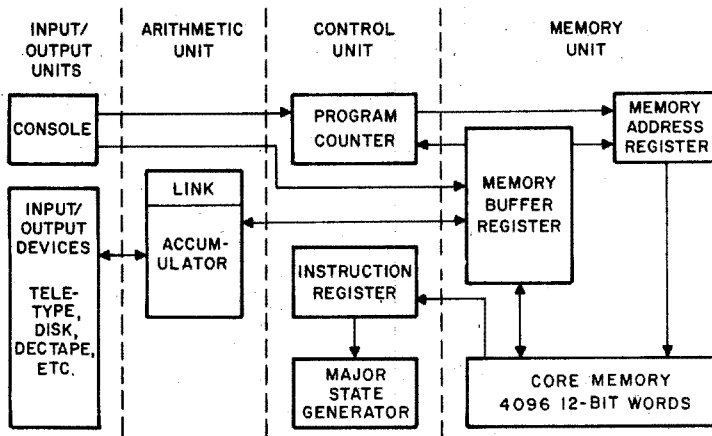 INPUT/
OUTPUT
UNITS
ARITHMETIC
UNIT
CONTROL
UNIT
MEMORY
UNIT
CONSOLE
PROGRAM
COUNTER
MEMORY
ADDRESS
REGISTER
INPUT/
OUTPUT
DEVICES
TELE-
TYPE,
DISK,
DECTAPE,
ETC.
LINK
ACCUM-
ULATOR
MEMORY
BUFFER
REGISTER
INSTRUCTION
REGISTER
MAJOR
STATE
GENERATOR
CORE MEMORY
4096 12-BIT WORDS